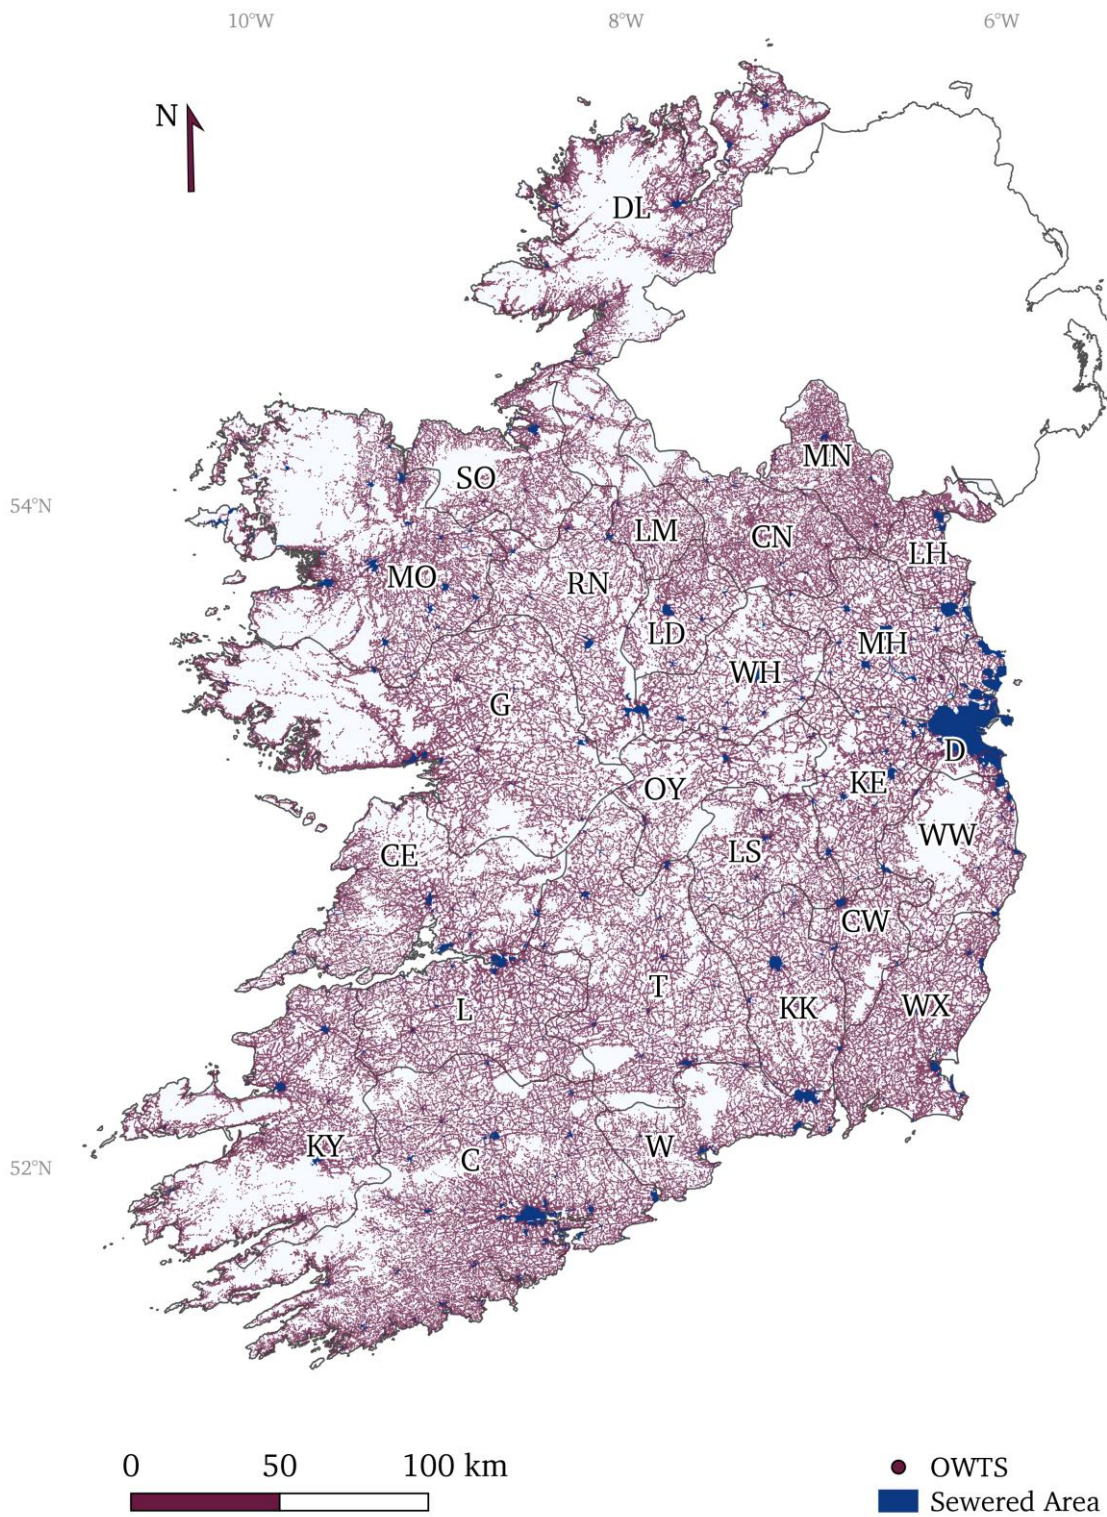 10°W 8°W 6°W
N
DL
MN
SO
54°N
LM CN
LH
MO RN
LD MH
WH
G
D
OY KE
WW
CE LS
CW
T
L KK WX
KY C W
52°N
0 50 100 km
OWTS
Sewered Area